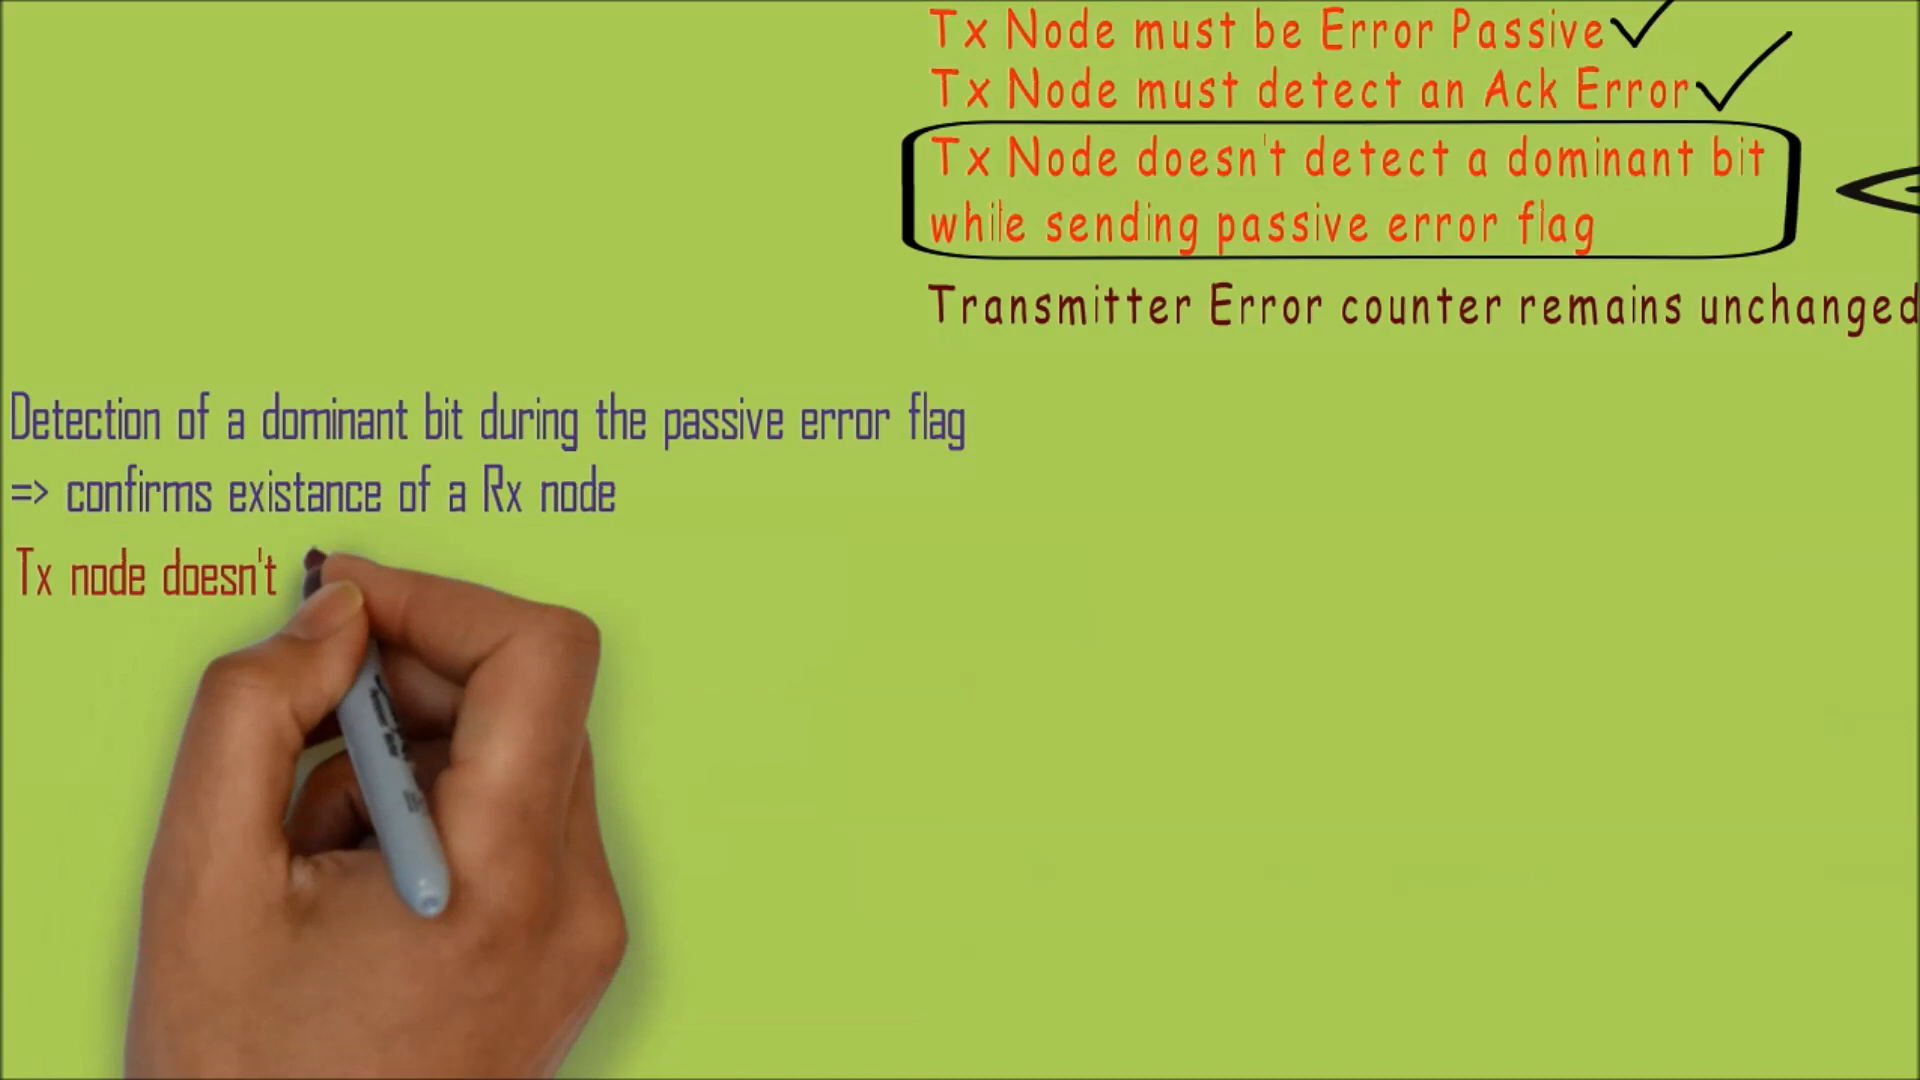 Tx Node must be Error Passive
Tx Node must detect an Ack Error
Tx Node doesn't detect a dominant bit
while sending passive error flag
Transmitter Error counter remains unchanged
Detection of a dominant bit during the passive error flag
=> confirms existance of a Rx node
Tx node doesn't